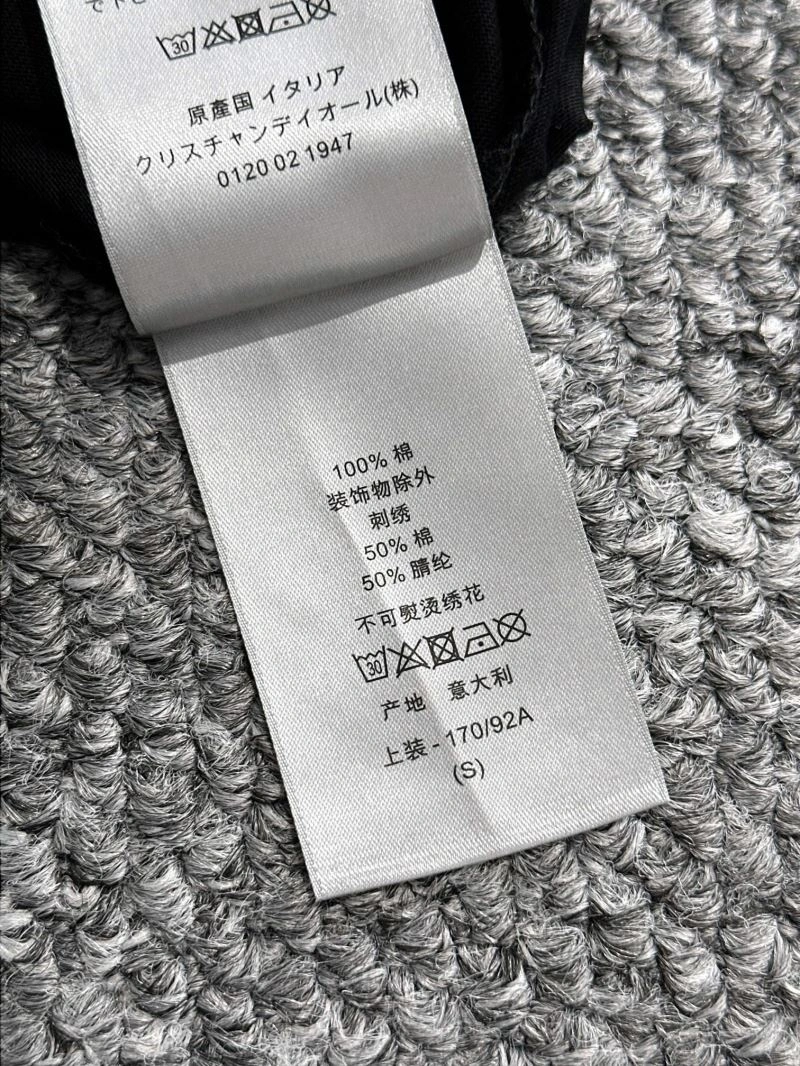 原産国 イタリア
クリスチャンディオール(株)
0120 02 1947
100% 棉
装饰物除外
刺绣
50% 棉
50% 腈纶
不可熨烫绣花
30
产地 意大利
上装 - 170/92A
(S)